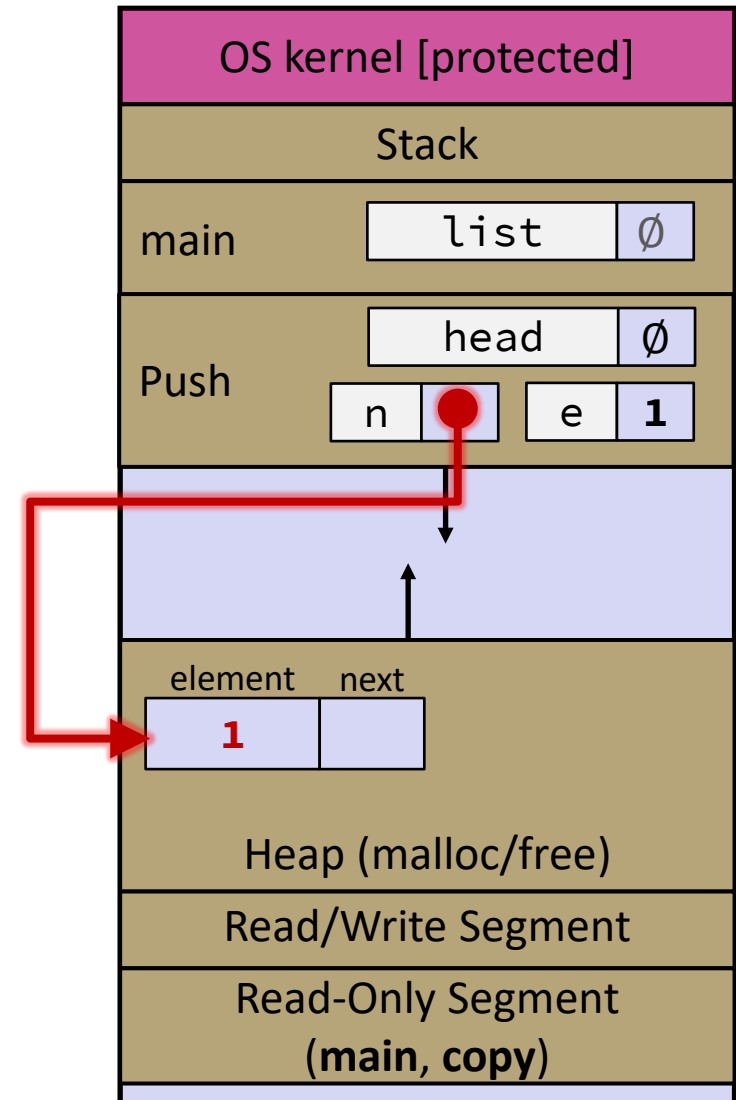 OS kernel [protected]
Stack
main
list Ø
head Ø
Push
n e 1
element next
1
Heap (malloc/free)
Read/Write Segment
Read-Only Segment
(main, copy)